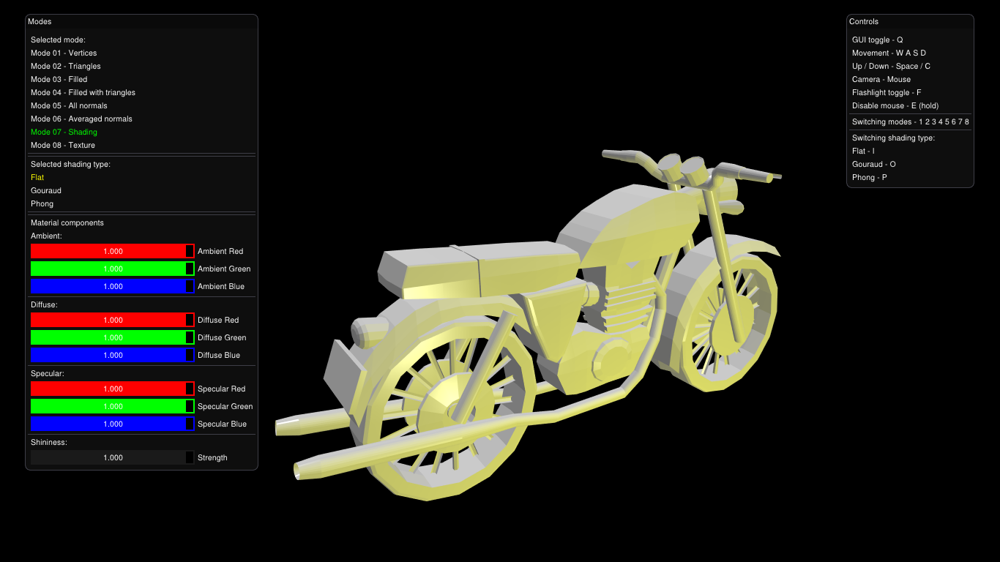 Modes
Selected mode:
Mode 01 - Vertices
Mode 02 - Triangles
Mode 03 - Filled
Mode 04 - Filled with triangles
Mode 05 - All normals
Mode 06 - Averaged normals
Mode 07 - Shading
Mode 08 - Texture
Selected shading type:
Flat
Gouraud
Phong
Material components
Ambient:
1.000 Ambient Red
1.000 Ambient Green
1.000 Ambient Blue
Diffuse:
1.000 Diffuse Red
1.000 Diffuse Green
1.000 Diffuse Blue
Specular:
1.000 Specular Red
1.000 Specular Green
1.000 Specular Blue
Shininess:
1.000 Strength
Controls
GUI toggle - Q
Movement - W A S D
Up / Down - Space / C
Camera - Mouse
Flashlight toggle - F
Disable mouse - E (hold)
Switching modes - 1 2 3 4 5 6 7 8
Switching shading type:
Flat - I
Gouraud - O
Phong - P